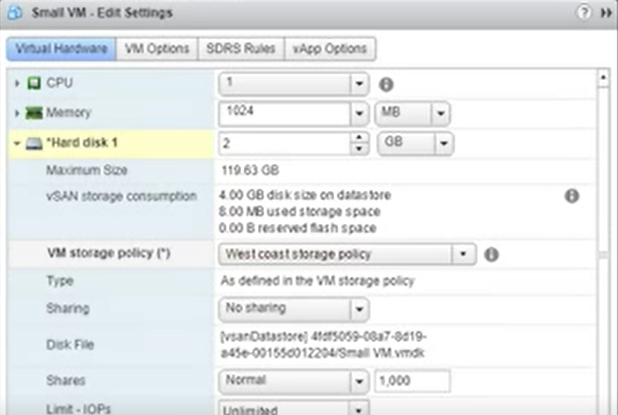 Small VM - Edit Settings
Virtual Hardware VM Options SDRS Rules vApp Options
CPU 1
Memory 1024 MB
*Hard disk 1 2 GB
Maximum Size 119.63 GB
vSAN storage consumption 4.00 GB disk size on datastore
8.00 MB used storage space
0.00 B reserved flash space
VM storage policy (*) West coast storage policy
Type As defined in the VM storage policy
Sharing No sharing
Disk File [vsanDatastore] 4fdf5059-08a7-8d19-
a45e-00155d012204/Small VM.vmdk
Shares Normal 1,000
Limit - IOPs Unlimited